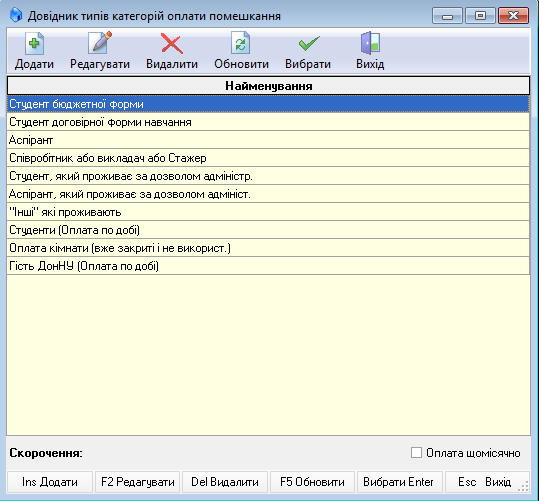 Довідник типів категорій оплати помешкання
Додати Редагувати Видалити Обновити Вибрати Вихід
Найменування
Студент бюджетної форми
Студент договірної форми навчання
Аспірант
Співробітник або викладач або Стажер
Студент, який проживає за дозволом адміністр.
Аспірант, який проживає за дозволом адмініст.
"Інші" які проживають
Студенти (Оплата по добі)
Оплата кімнати (вже закриті і не використ.)
Гість ДонНУ (Оплата по добі)
Скорочення: Оплата щомісячно
Ins Додати F2 Редагувати Del Видалити F5 Обновити Вибрати Enter Esc Вихід